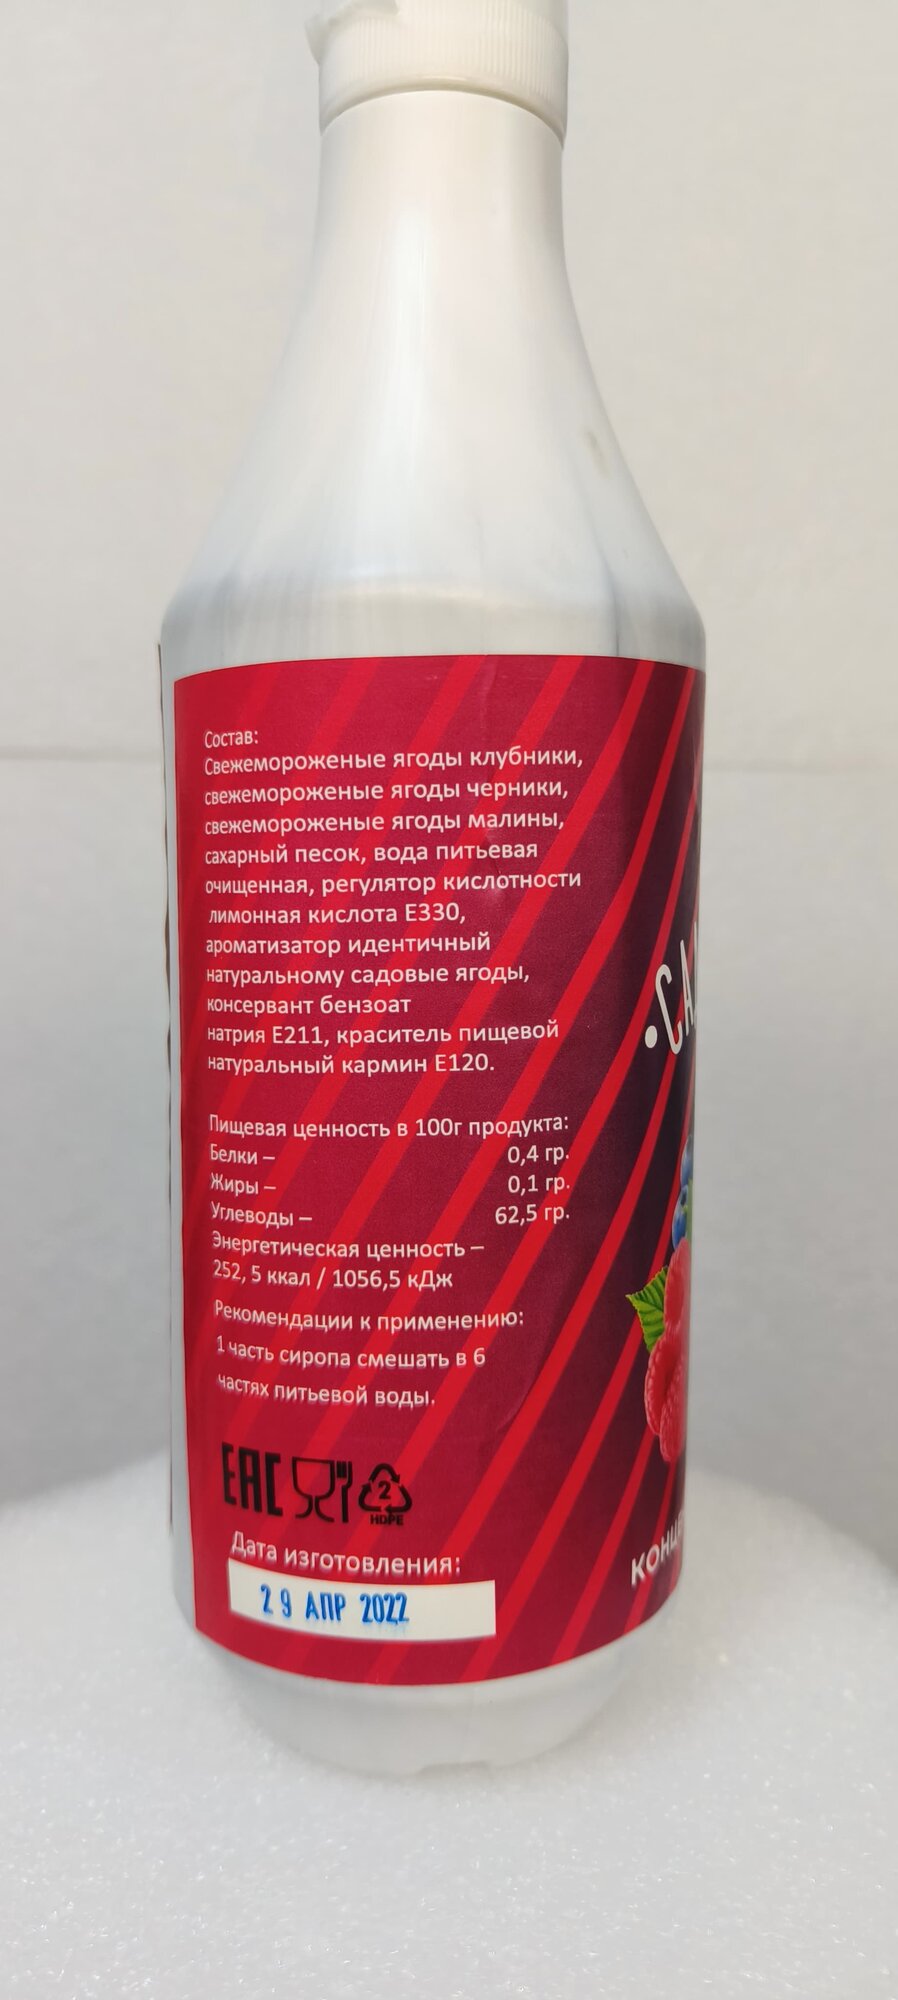 Состав:
Свежемороженые ягоды клубники,
свежемороженые ягоды черники,
свежемороженые ягоды малины,
сахарный песок, вода питьевая
очищенная, регулятор кислотности
лимонная кислота Е330,
ароматизатор идентичный
натуральному садовые ягоды,
консервант бензоат
натрия Е211, краситель пищевой
натуральный кармин Е120.
Пищевая ценность в 100г продукта:
Белки – 0,4 гр.
Жиры – 0,1 гр.
Углеводы – 62,5 гр.
Энергетическая ценность –
252, 5 ккал / 1056,5 кДж
Рекомендации к применению:
1 часть сиропа смешать в 6
частях питьевой воды.
ЕАС 2
HDPE
Дата изготовления:
29 АПР 2022